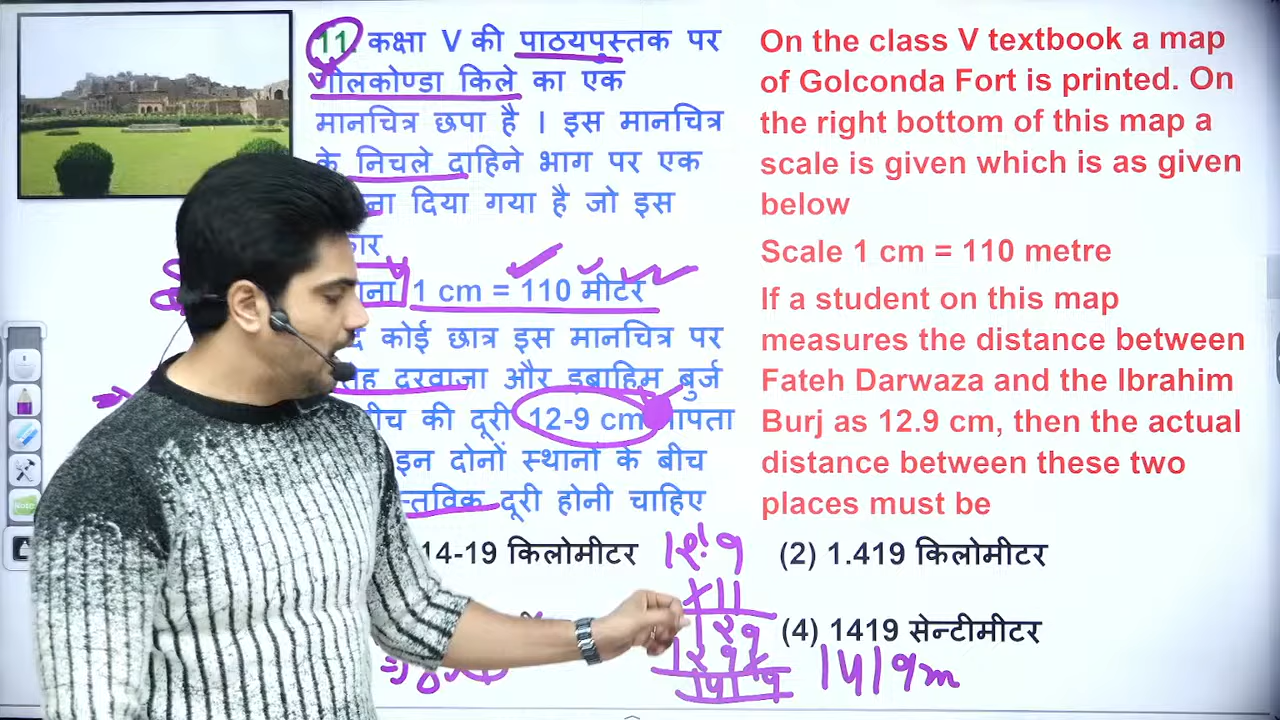 11 कक्षा V की पाठयपुस्तक पर
गोलकोण्डा किले का एक
मानचित्र छपा है । इस मानचित्र
के निचले दाहिने भाग पर एक
दिया गया है जो इस
1 cm = 110 मीटर
कोई छात्र इस मानचित्र पर
दरवाजा और इब्राहिम बुर्ज
की दूरी 12-9 cm
इन दोनों स्थानों के बीच
दूरी होनी चाहिए
On the class V textbook a map
of Golconda Fort is printed. On
the right bottom of this map a
scale is given which is as given
below
Scale 1 cm = 110 metre
If a student on this map
measures the distance between
Fateh Darwaza and the Ibrahim
Burj as 12.9 cm, then the actual
distance between these two
places must be
14-19 किलोमीटर
(2) 1.419 किलोमीटर
(4) 1419 सेन्टीमीटर
×11
1419m